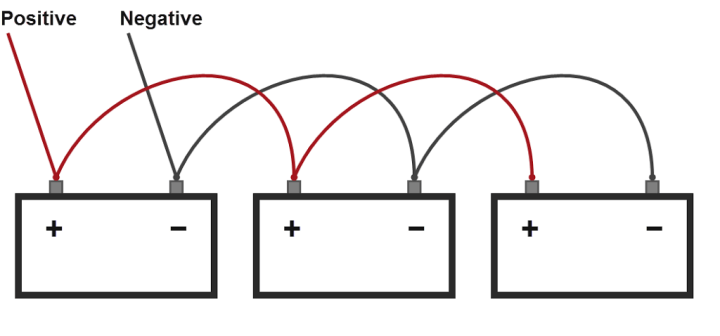 Positive Negative
+ − + − + −